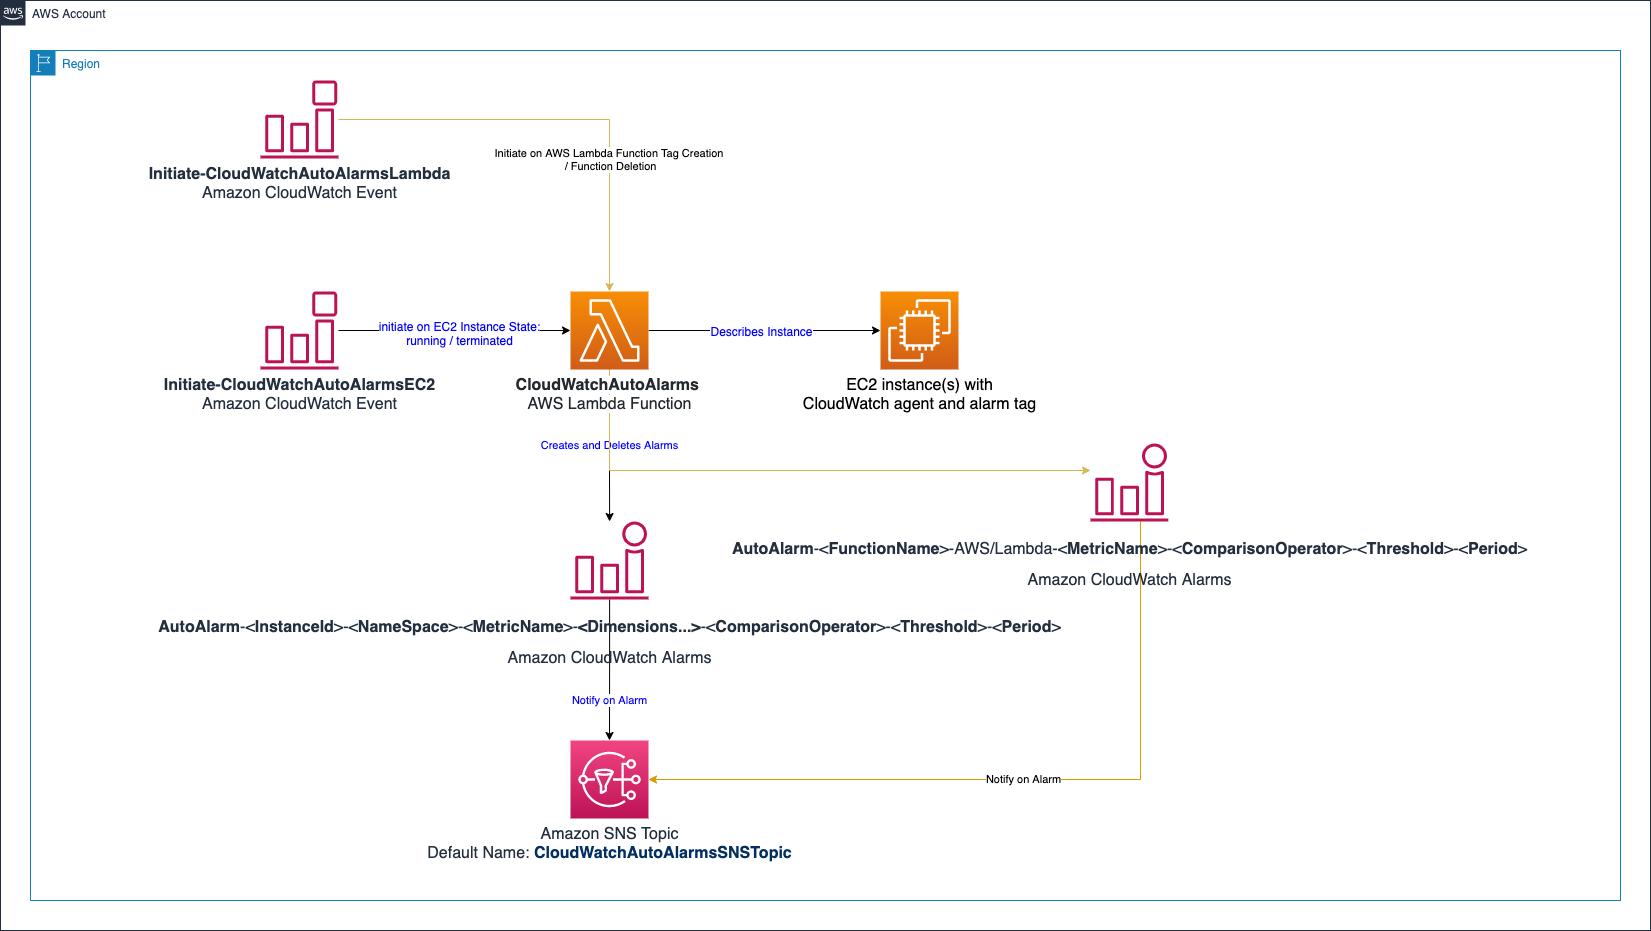 aws
AWS Account
Region
Initiate-CloudWatchAutoAlarmsLambda
Amazon CloudWatch Event
Initiate on AWS Lambda Function Tag Creation
/ Function Deletion
initiate on EC2 Instance State:
running / terminated
Describes Instance
Initiate-CloudWatchAutoAlarmsEC2
Amazon CloudWatch Event
CloudWatchAutoAlarms
AWS Lambda Function
EC2 instance(s) with
CloudWatch agent and alarm tag
Creates and Deletes Alarms
AutoAlarm-<FunctionName>-AWS/Lambda-<MetricName>-<ComparisonOperator>-<Threshold>-<Period>
Amazon CloudWatch Alarms
AutoAlarm-<InstanceId>-<NameSpace>-<MetricName>-<Dimensions...>-<ComparisonOperator>-<Threshold>-<Period>
Amazon CloudWatch Alarms
Notify on Alarm
Notify on Alarm
Amazon SNS Topic
Default Name: CloudWatchAutoAlarmsSNSTopic